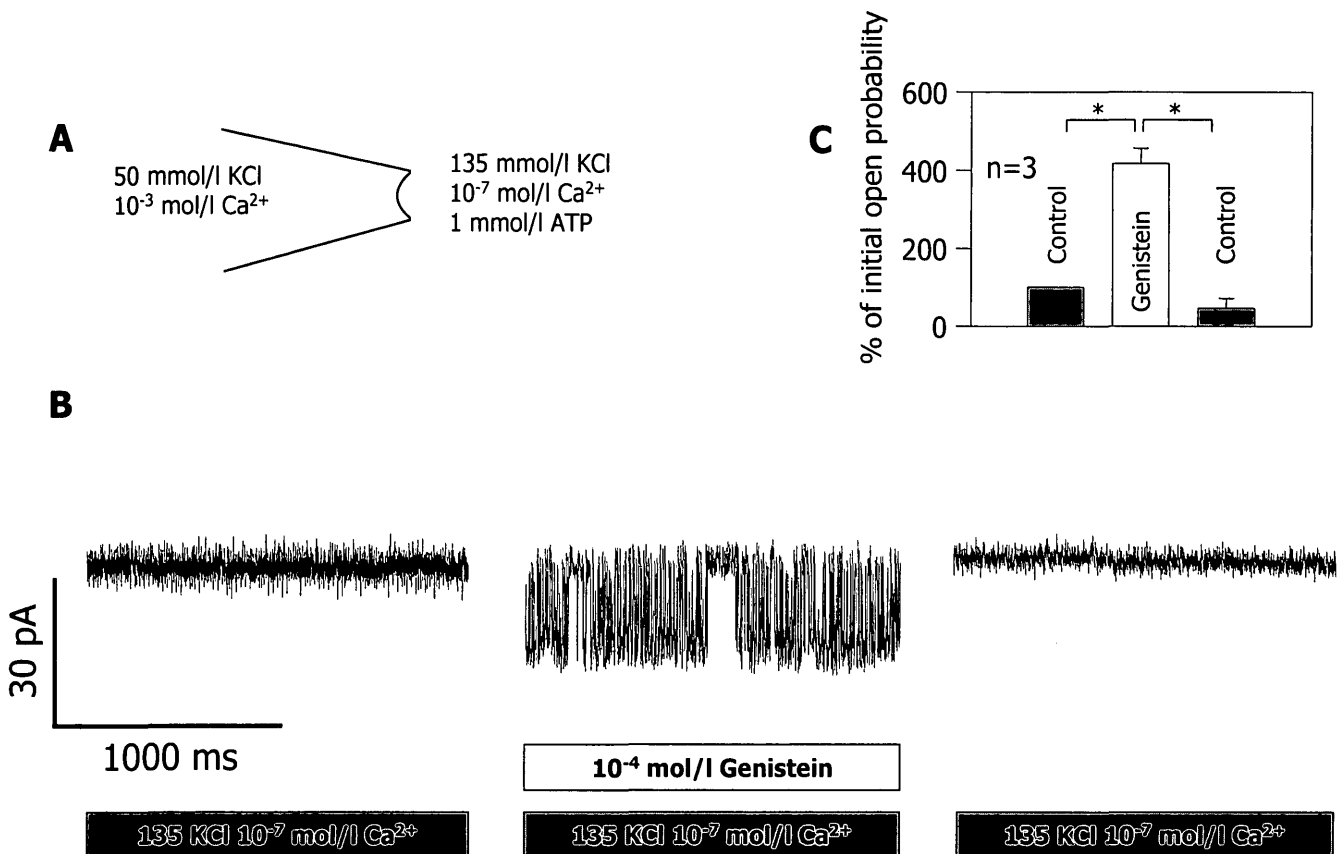 A
50 mmol/l KCl
10⁻³ mol/l Ca²⁺
135 mmol/l KCl
10⁻⁷ mol/l Ca²⁺
1 mmol/l ATP
C
% of initial open probability
600
400
200
0
n=3
*
*
Control
Genistein
Control
B
30 pA
1000 ms
10⁻⁴ mol/l Genistein
135 KCl 10⁻⁷ mol/l Ca²⁺
135 KCl 10⁻⁷ mol/l Ca²⁺
135 KCl 10⁻⁷ mol/l Ca²⁺